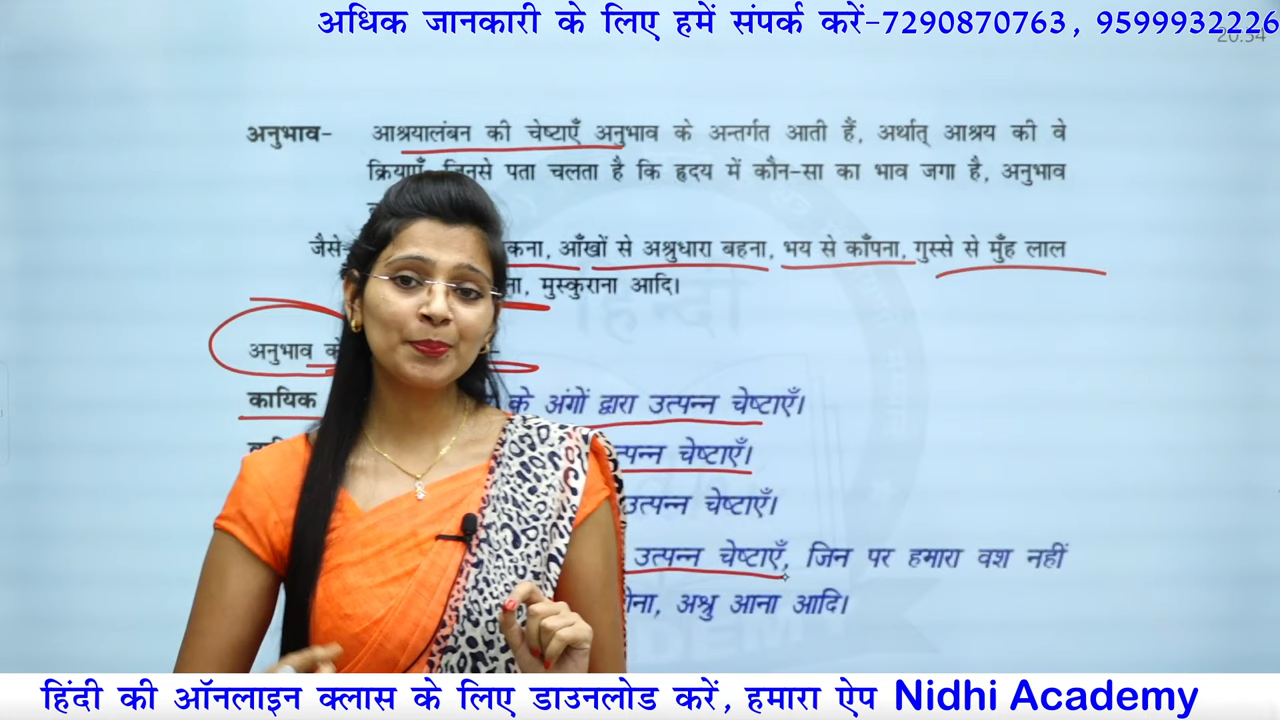 अधिक जानकारी के लिए हमें संपर्क करें-7290870763, 9599932226
20:54
अनुभाव- आश्रयालंबन की चेष्टाएँ अनुभाव के अन्तर्गत आती हैं, अर्थात् आश्रय की वे
क्रियाएँ जिनसे पता चलता है कि हृदय में कौन-सा का भाव जगा है, अनुभाव
जैसे- आँखों से अश्रुधारा बहना, भय से काँपना, गुस्से से मुँह लाल
मुस्कुराना आदि।
अनुभाव
कायिक के अंगों द्वारा उत्पन्न चेष्टाएँ।
चेष्टाएँ।
उत्पन्न चेष्टाएँ।
उत्पन्न चेष्टाएँ, जिन पर हमारा वश नहीं
अश्रु आना आदि।
हिंदी
हिंदी की ऑनलाइन क्लास के लिए डाउनलोड करें, हमारा ऐप Nidhi Academy